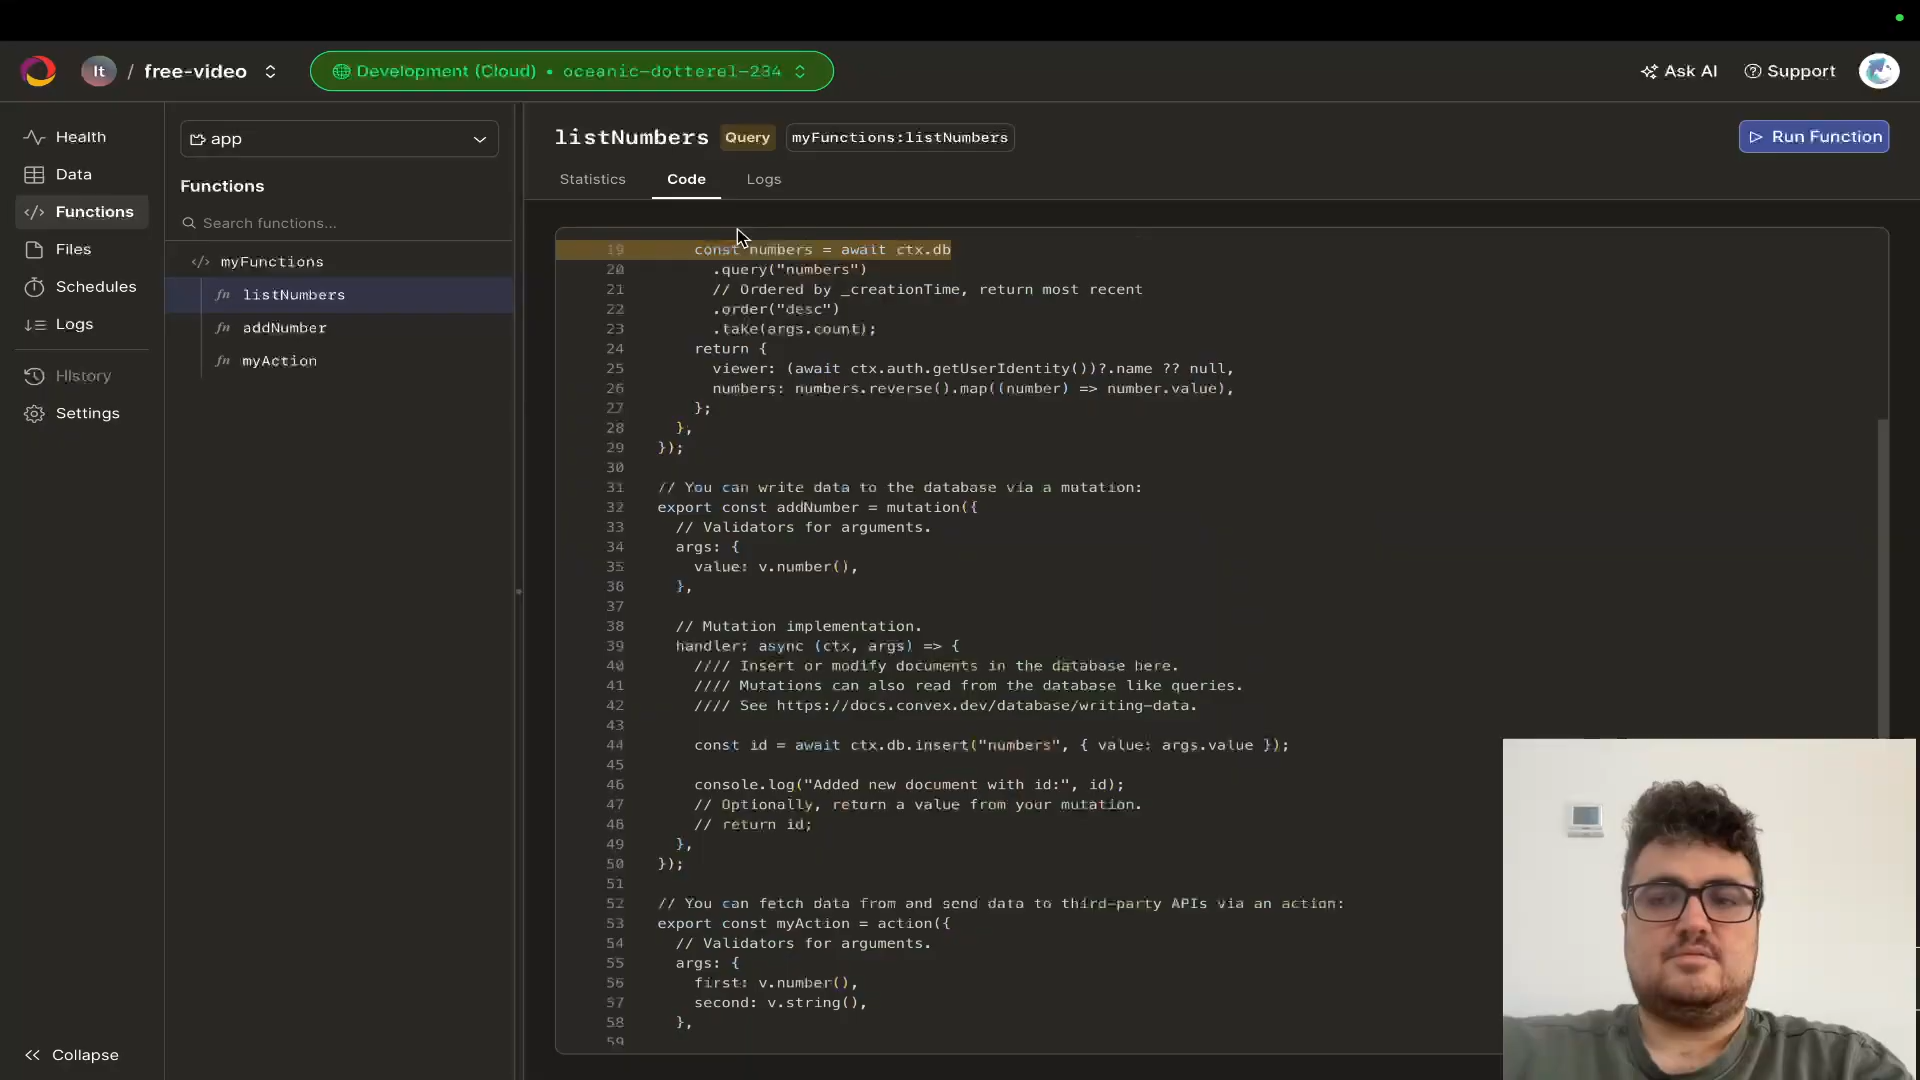 It / free-video
Development (Cloud) • oceanic-dotterel-234
Ask AI
Support
Health
Data
Functions
Files
Schedules
Logs
History
Settings
Collapse
app
Functions
Search functions...
myFunctions
fn listNumbers
fn addNumber
fn myAction
listNumbers Query myFunctions:listNumbers
Run Function
Statistics Code Logs
19 const numbers = await ctx.db
20 .query("numbers")
21 // Ordered by _creationTime, return most recent
22 .order("desc")
23 .take(args.count);
24 return {
25 viewer: (await ctx.auth.getUserIdentity())?.name ?? null,
26 numbers: numbers.reverse().map((number) => number.value),
27 };
28 },
29 });
30
31 // You can write data to the database via a mutation:
32 export const addNumber = mutation({
33 // Validators for arguments.
34 args: {
35 value: v.number(),
36 },
37
38 // Mutation implementation.
39 handler: async (ctx, args) => {
40 //// Insert or modify documents in the database here.
41 //// Mutations can also read from the database like queries.
42 //// See https://docs.convex.dev/database/writing-data.
43
44 const id = await ctx.db.insert("numbers", { value: args.value });
45
46 console.log("Added new document with id:", id);
47 // Optionally, return a value from your mutation.
48 // return id;
49 },
50 });
51
52 // You can fetch data from and send data to third-party APIs via an action:
53 export const myAction = action({
54 // Validators for arguments.
55 args: {
56 first: v.number(),
57 second: v.string(),
58 },
59